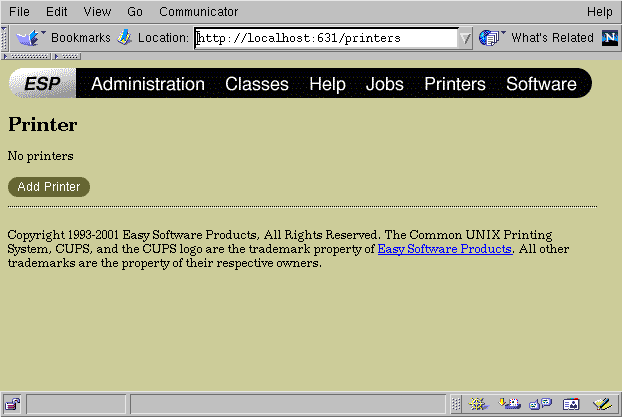 File Edit View Go Communicator Help
Bookmarks Location: http://localhost:631/printers What's Related N
ESP Administration Classes Help Jobs Printers Software
Printer
No printers
Add Printer
Copyright 1993-2001 Easy Software Products, All Rights Reserved. The Common UNIX Printing
System, CUPS, and the CUPS logo are the trademark property of Easy Software Products. All other
trademarks are the property of their respective owners.